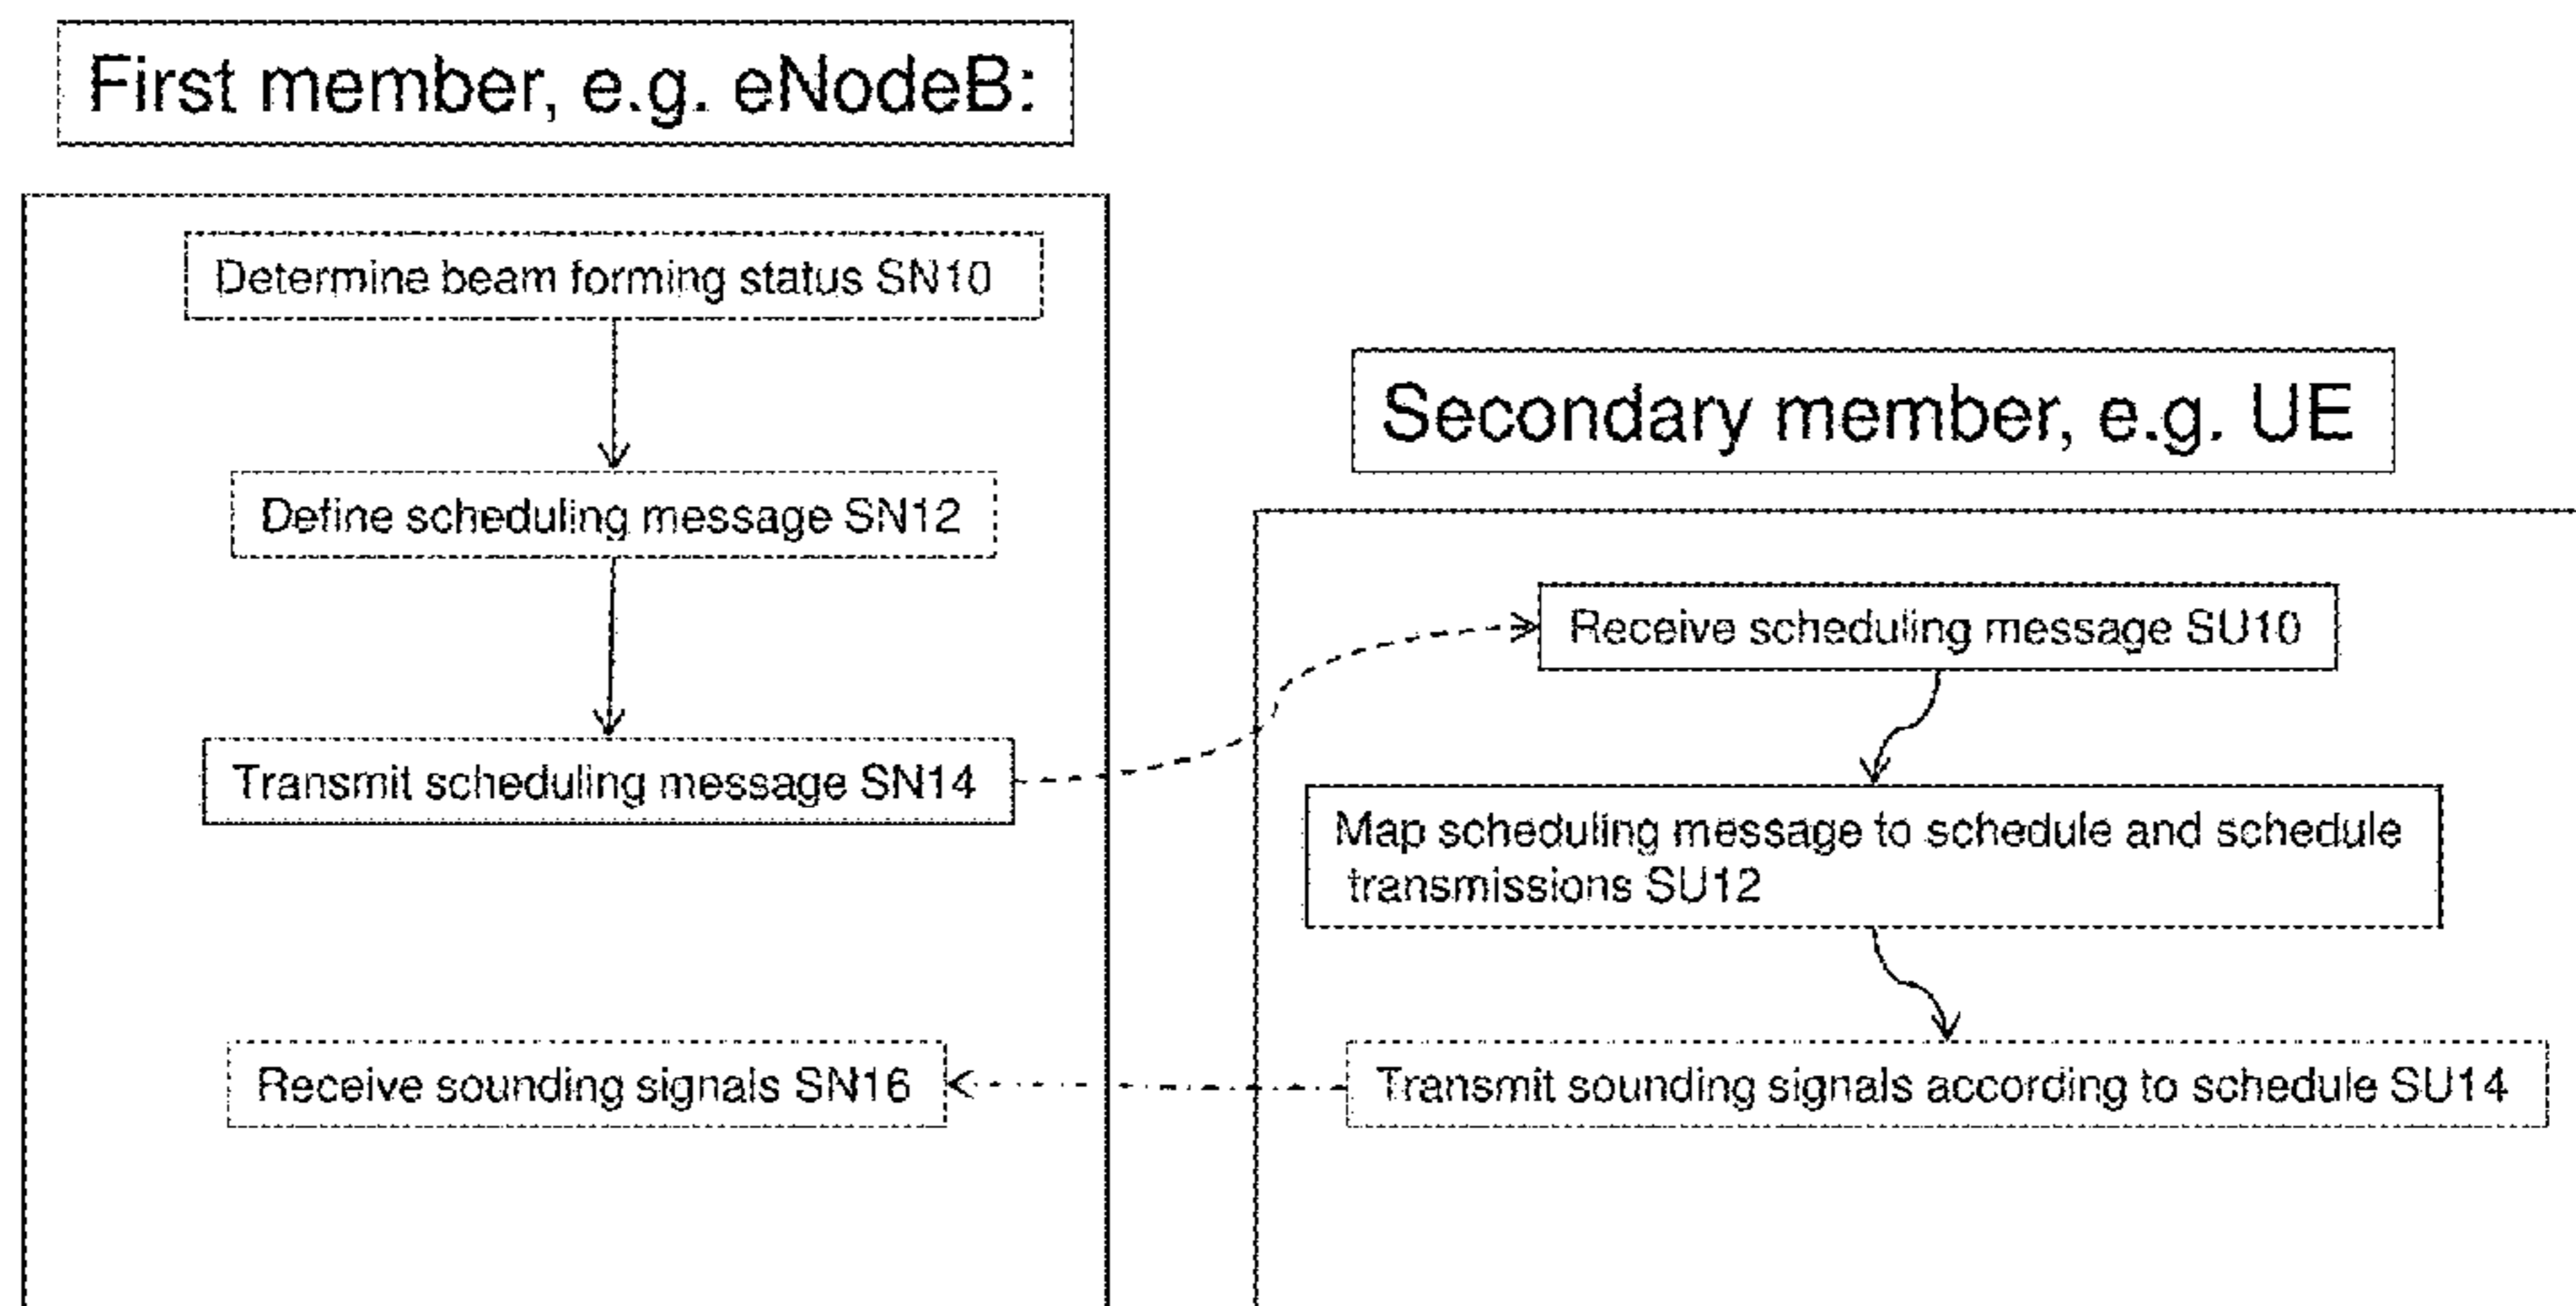 First member, e.g. eNodeB:
Determine beam forming status SN10
Define scheduling message SN12
Transmit scheduling message SN14
Receive sounding signals SN16
Secondary member, e.g. UE
Receive scheduling message SU10
Map scheduling message to schedule and schedule
transmissions SU12
Transmit sounding signals according to schedule SU14